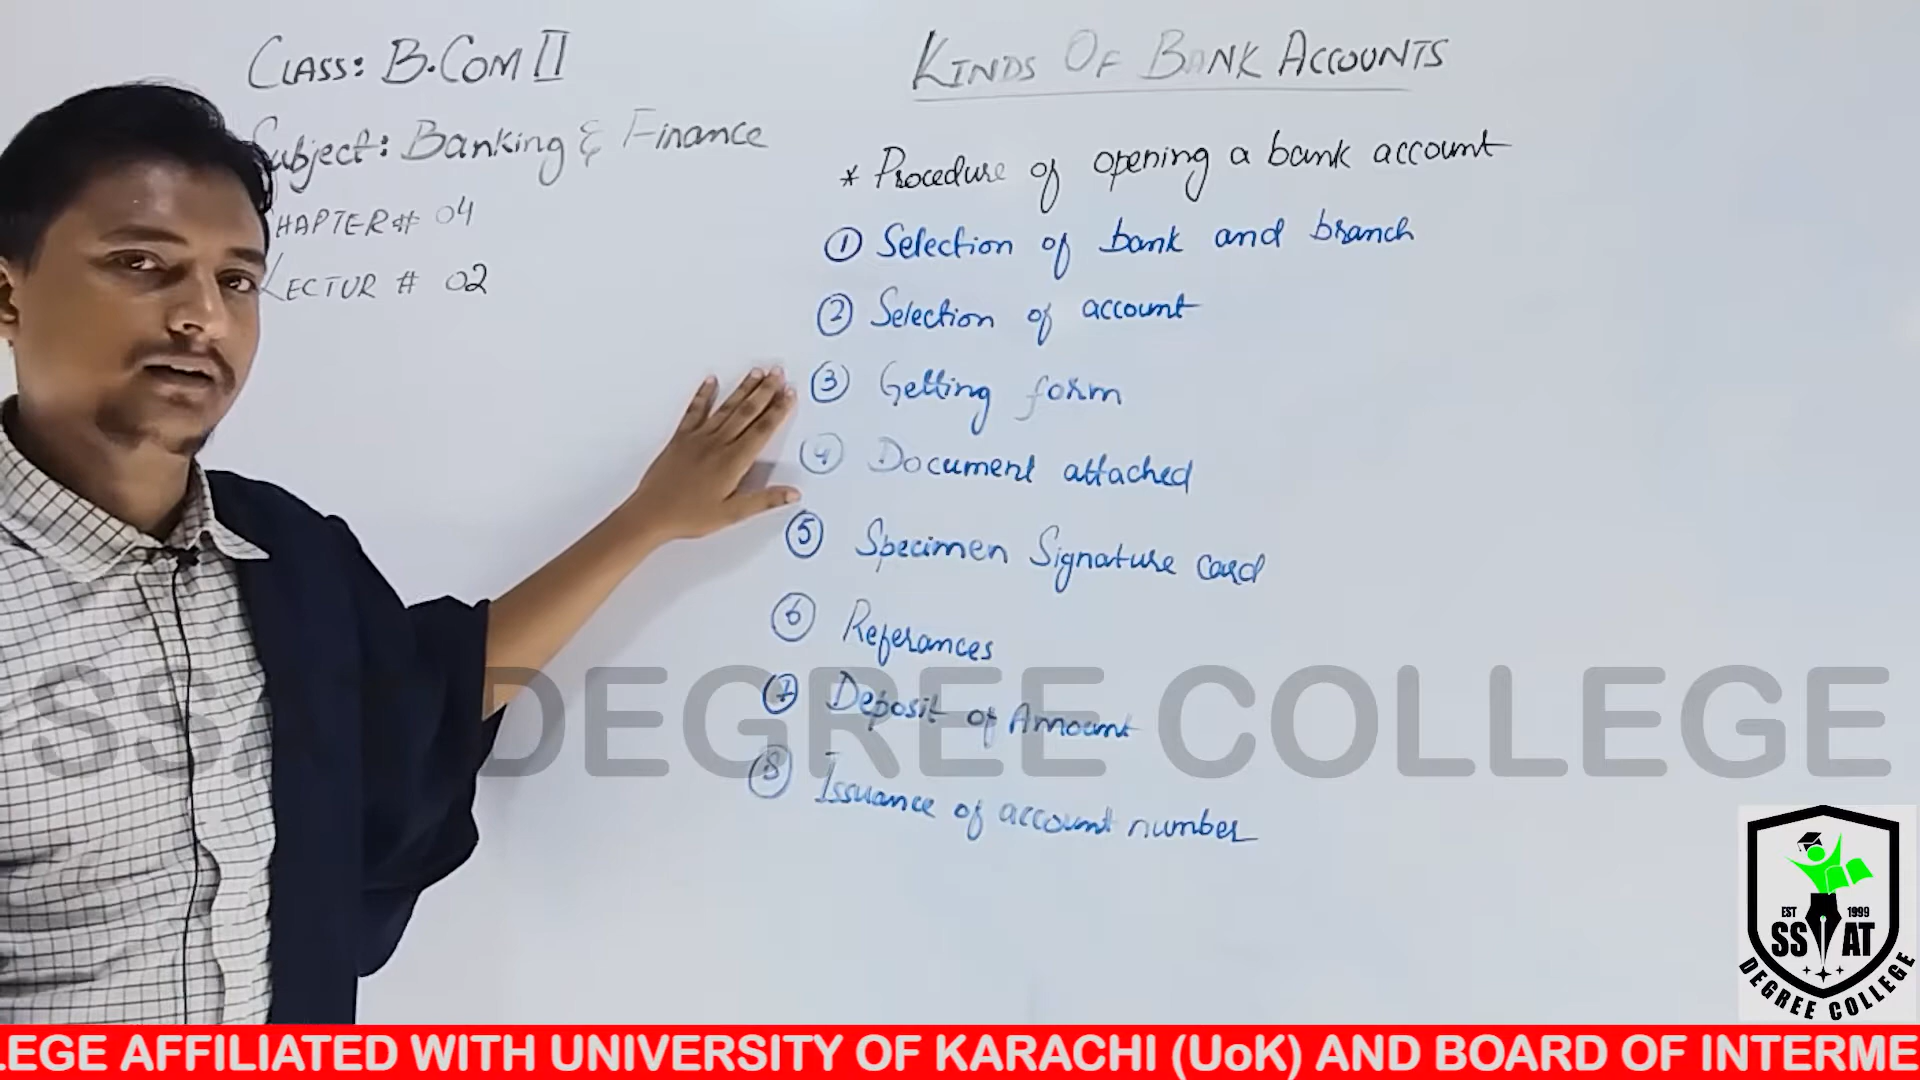 CLASS: B.COM II
Subject: Banking & Finance
CHAPTER # 04
LECTUR # 02
KINDS OF BANK ACCOUNTS
* Procedure of opening a bank account
① Selection of bank and branch
② Selection of account
③ Getting form
④ Document attached
⑤ Specimen Signature card
⑥ Referances
⑦ Deposit of Amount
⑧ Issuance of account number
SSAT DEGREE COLLEGE
EST 1999
SSAT
DEGREE COLLEGE
LEGE AFFILIATED WITH UNIVERSITY OF KARACHI (UoK) AND BOARD OF INTERME